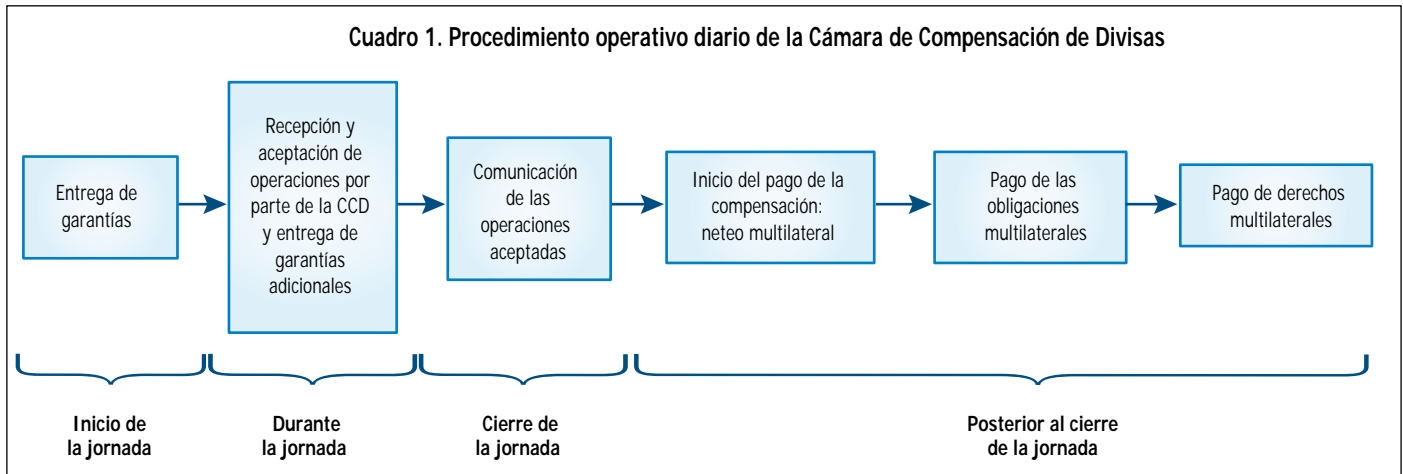 Cuadro 1. Procedimiento operativo diario de la Cámara de Compensación de Divisas
Entrega de
garantías
Recepción y
aceptación de
operaciones por
parte de la CCD
y entrega de
garantías
adicionales
Comunicación
de las
operaciones
aceptadas
Inicio del pago de la
compensación:
neteo multilateral
Pago de las
obligaciones
multilaterales
Pago de derechos
multilaterales
Inicio de
la jornada
Durante
la jornada
Cierre de
la jornada
Posterior al cierre
de la jornada